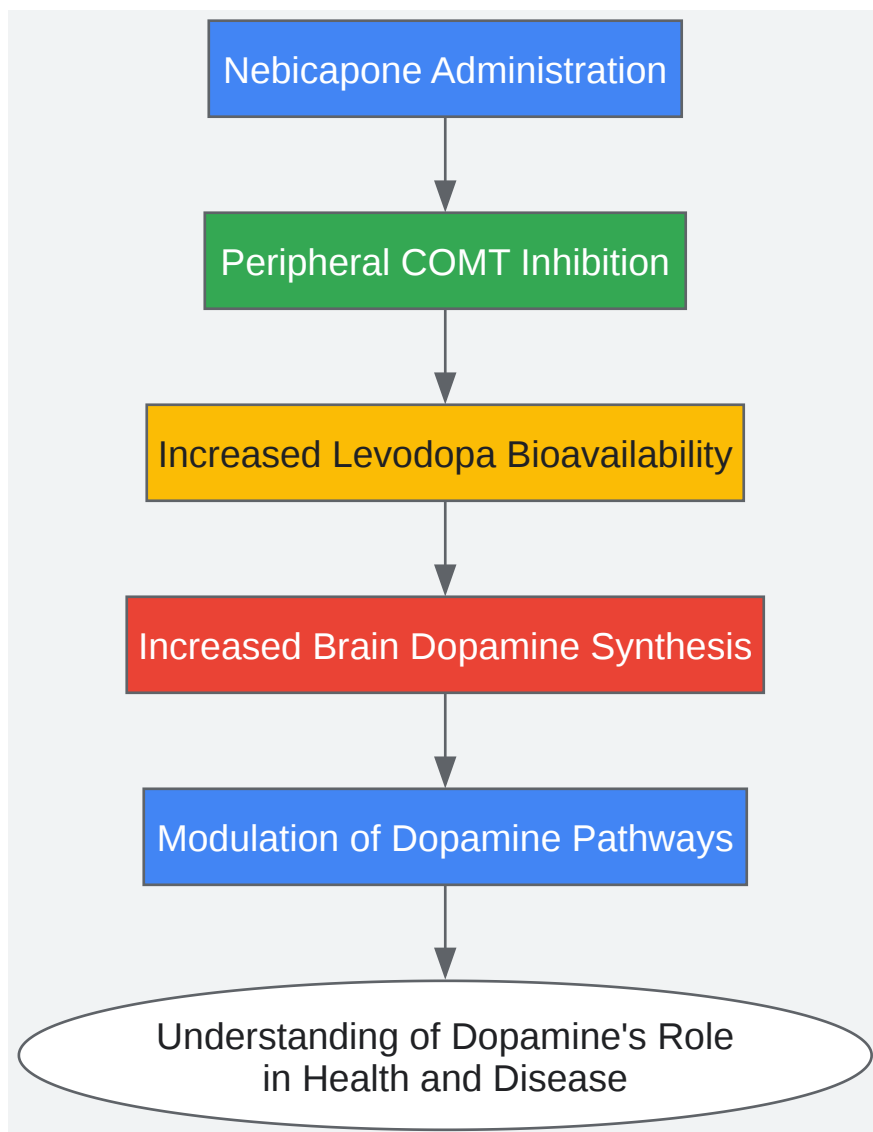 Nebicapone Administration
Peripheral COMT Inhibition
Increased Levodopa Bioavailability
Increased Brain Dopamine Synthesis
Modulation of Dopamine Pathways
Understanding of Dopamine's Role
in Health and Disease